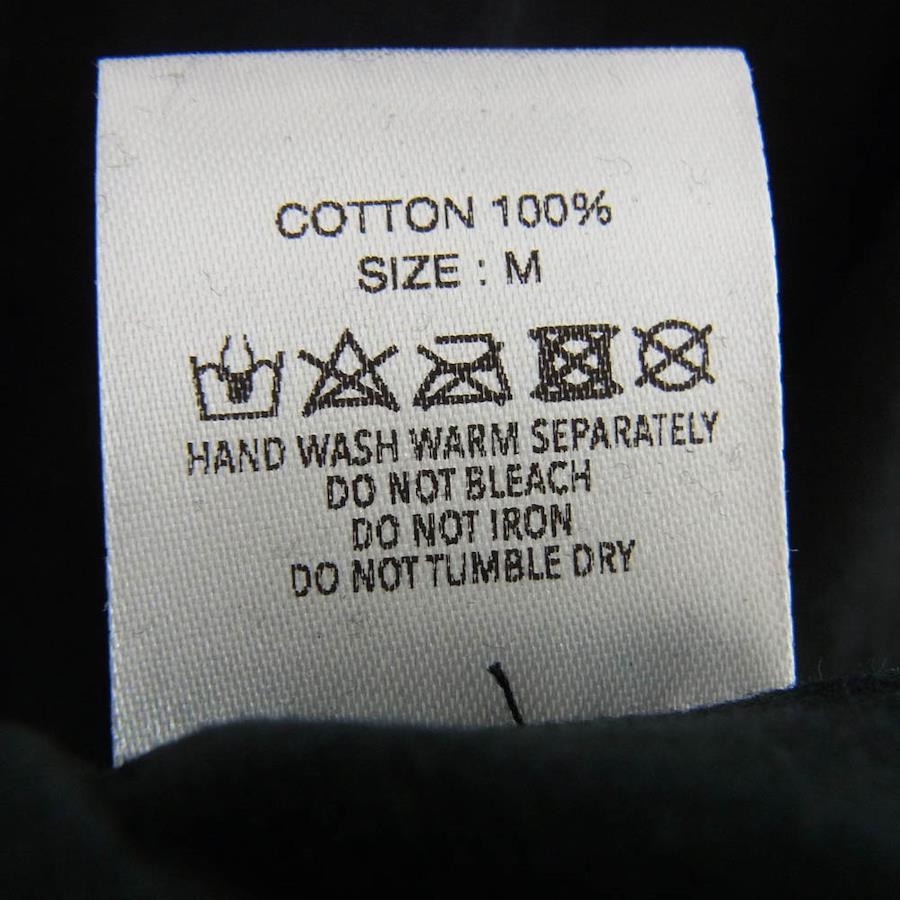 COTTON 100%
SIZE : M
HAND WASH WARM SEPARATELY
DO NOT BLEACH
DO NOT IRON
DO NOT TUMBLE DRY